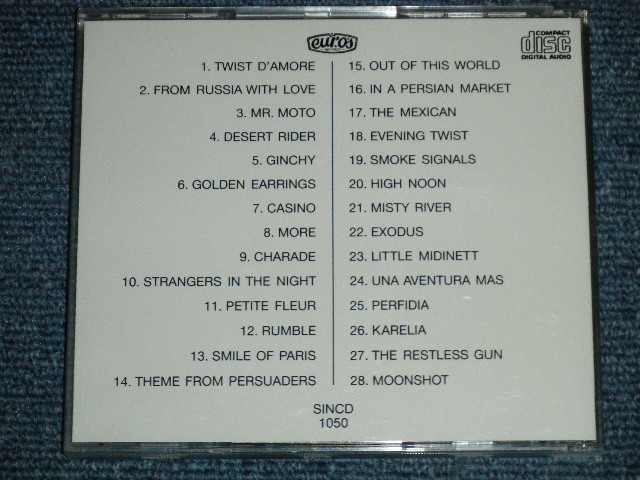 euros
COMPACT
disc
DIGITAL AUDIO
1. TWIST D'AMORE
2. FROM RUSSIA WITH LOVE
3. MR. MOTO
4. DESERT RIDER
5. GINCHY
6. GOLDEN EARRINGS
7. CASINO
8. MORE
9. CHARADE
10. STRANGERS IN THE NIGHT
11. PETITE FLEUR
12. RUMBLE
13. SMILE OF PARIS
14. THEME FROM PERSUADERS
15. OUT OF THIS WORLD
16. IN A PERSIAN MARKET
17. THE MEXICAN
18. EVENING TWIST
19. SMOKE SIGNALS
20. HIGH NOON
21. MISTY RIVER
22. EXODUS
23. LITTLE MIDINETT
24. UNA AVENTURA MAS
25. PERFIDIA
26. KARELIA
27. THE RESTLESS GUN
28. MOONSHOT
SINCD
1050